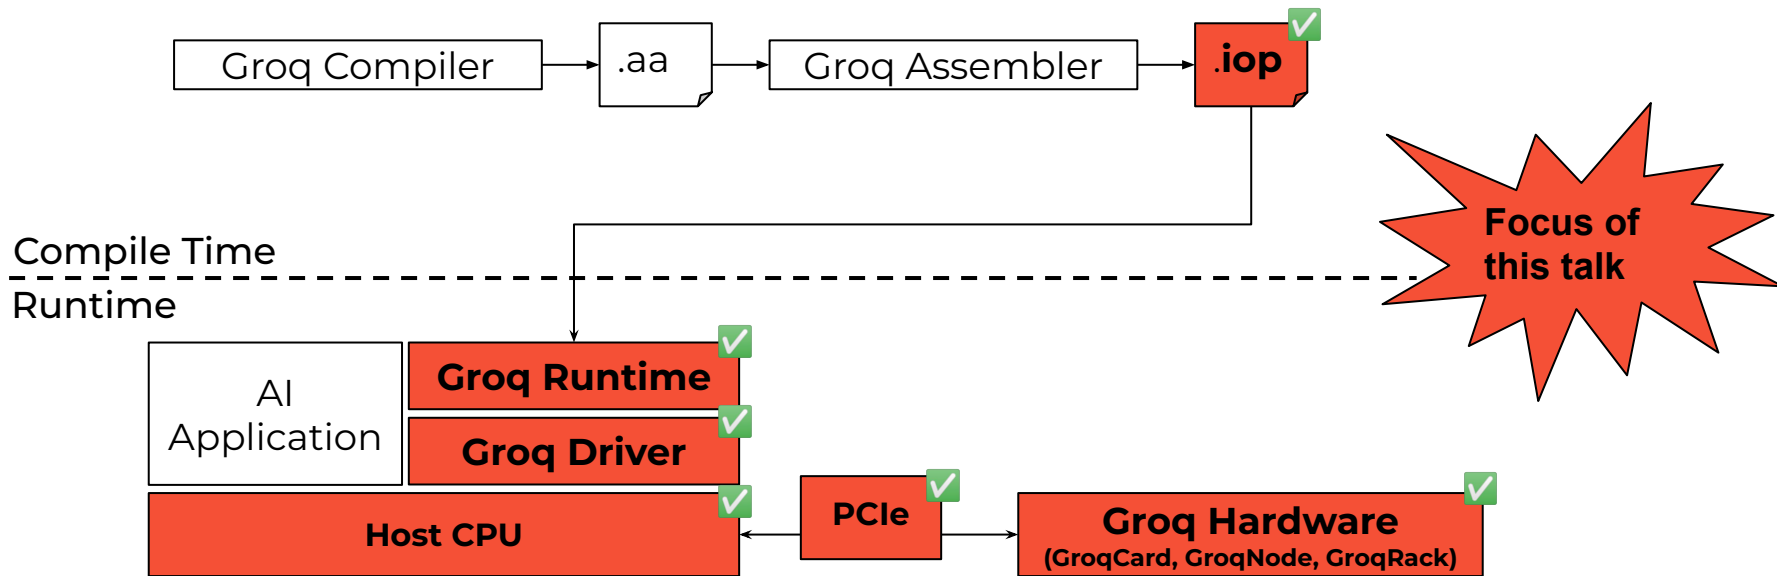 Groq Compiler
.aa
Groq Assembler
.iop
Focus of
this talk
Compile Time
Runtime
AI
Application
Groq Runtime
Groq Driver
Host CPU
PCIe
Groq Hardware
(GroqCard, GroqNode, GroqRack)